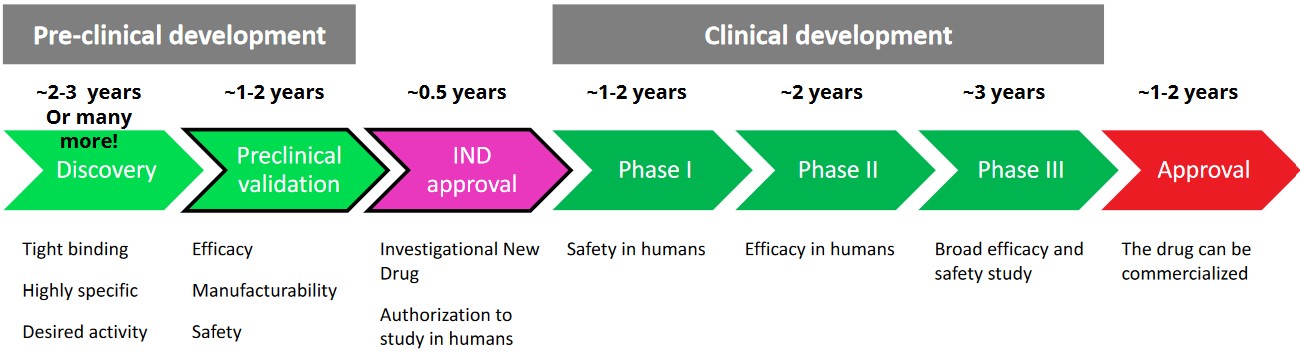 Pre-clinical development
Clinical development
~2-3 years
Or many
more!
~1-2 years
~0.5 years
~1-2 years
~2 years
~3 years
~1-2 years
Discovery
Preclinical
validation
IND
approval
Phase I
Phase II
Phase III
Approval
Tight binding
Highly specific
Desired activity
Efficacy
Manufacturability
Safety
Investigational New
Drug
Authorization to
study in humans
Safety in humans
Efficacy in humans
Broad efficacy and
safety study
The drug can be
commercialized